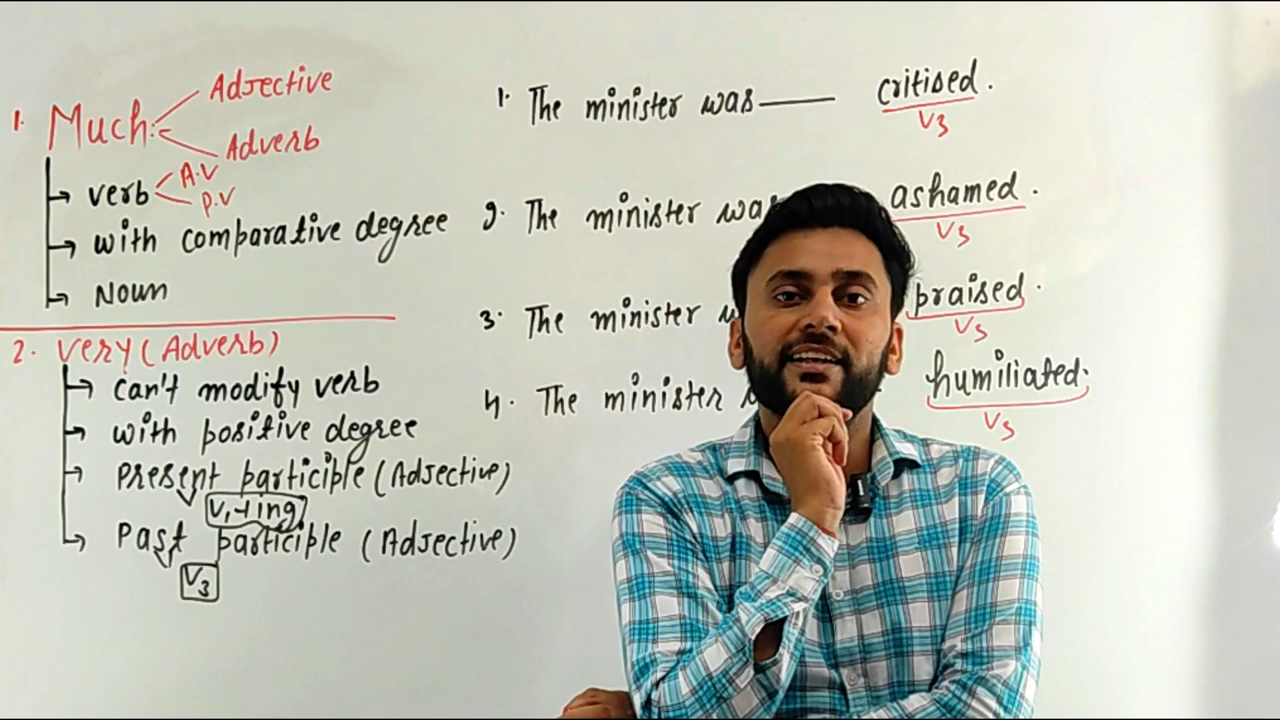 1. Much:
Adjective
Adverb
verb
A.V
P.V
with comparative degree
Noun
2. Very (Adverb)
can't modify verb
with positive degree
Present participle (Adjective)
V₁+ing
Past participle (Adjective)
V₃
1. The minister was —— critised.
V₃
2. The minister was ashamed.
V₃
3. The minister praised.
V₃
4. The minister humiliated.
V₃